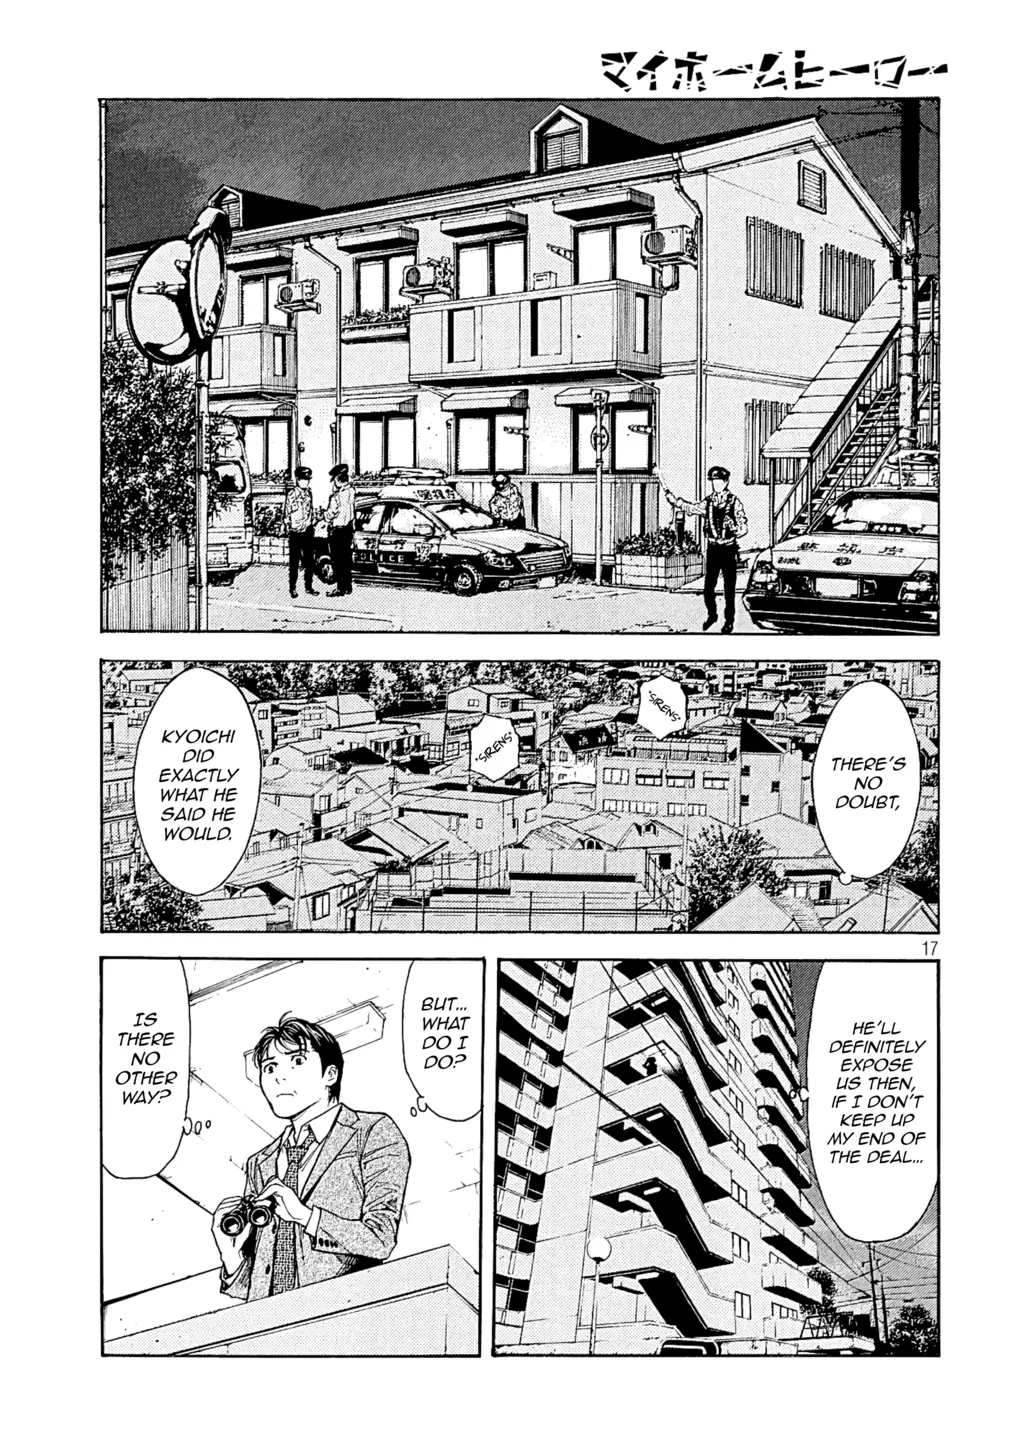 マイホームヒーロー
POLICE
THERE'S
NO
DOUBT,
*SIRENS*
*SIRENS*
KYOICHI
DID
EXACTLY
WHAT HE
SAID HE
WOULD.
17
HE'LL
DEFINITELY
EXPOSE
US THEN,
IF I DON'T
KEEP UP
MY END OF
THE DEAL...
BUT...
WHAT
DO I
DO?
IS
THERE
NO
OTHER
WAY?